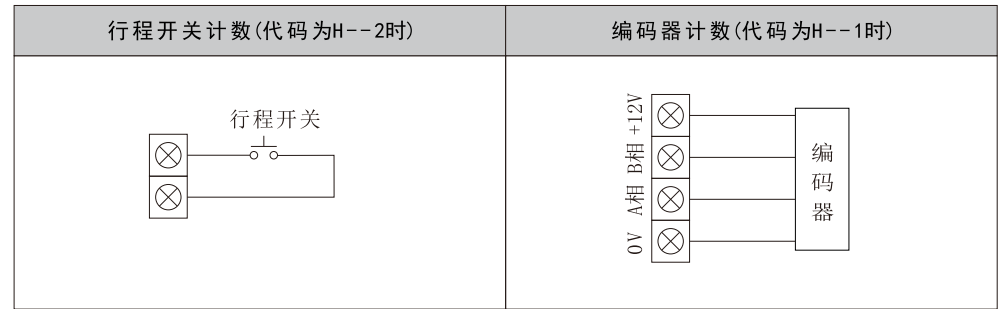 行程开关计数(代码为H--2时)
编码器计数(代码为H--1时)
行程开关
+12V
B相
A相
0V
编码器